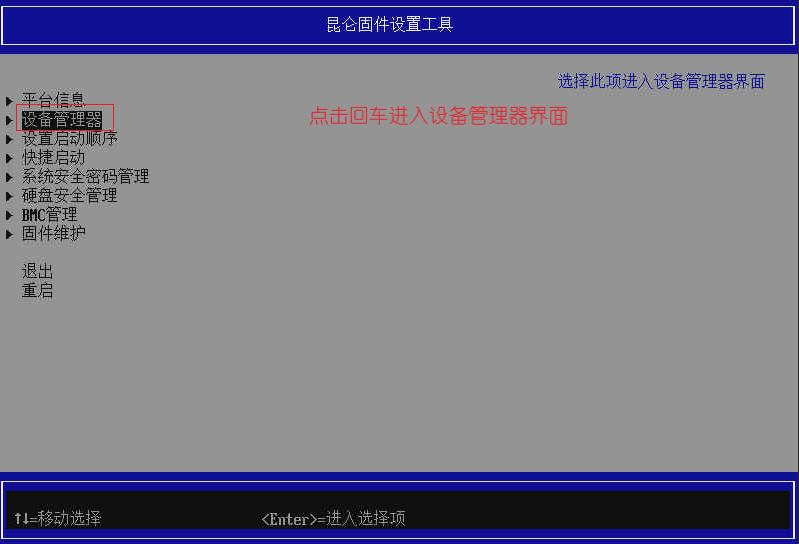 昆仑固件设置工具
选择此项进入设备管理器界面
平台信息
设备管理器
点击回车进入设备管理器界面
设置启动顺序
快捷启动
系统安全密码管理
硬盘安全管理
BMC管理
固件维护
退出
重启
↑↓=移动选择 <Enter>=进入选择项